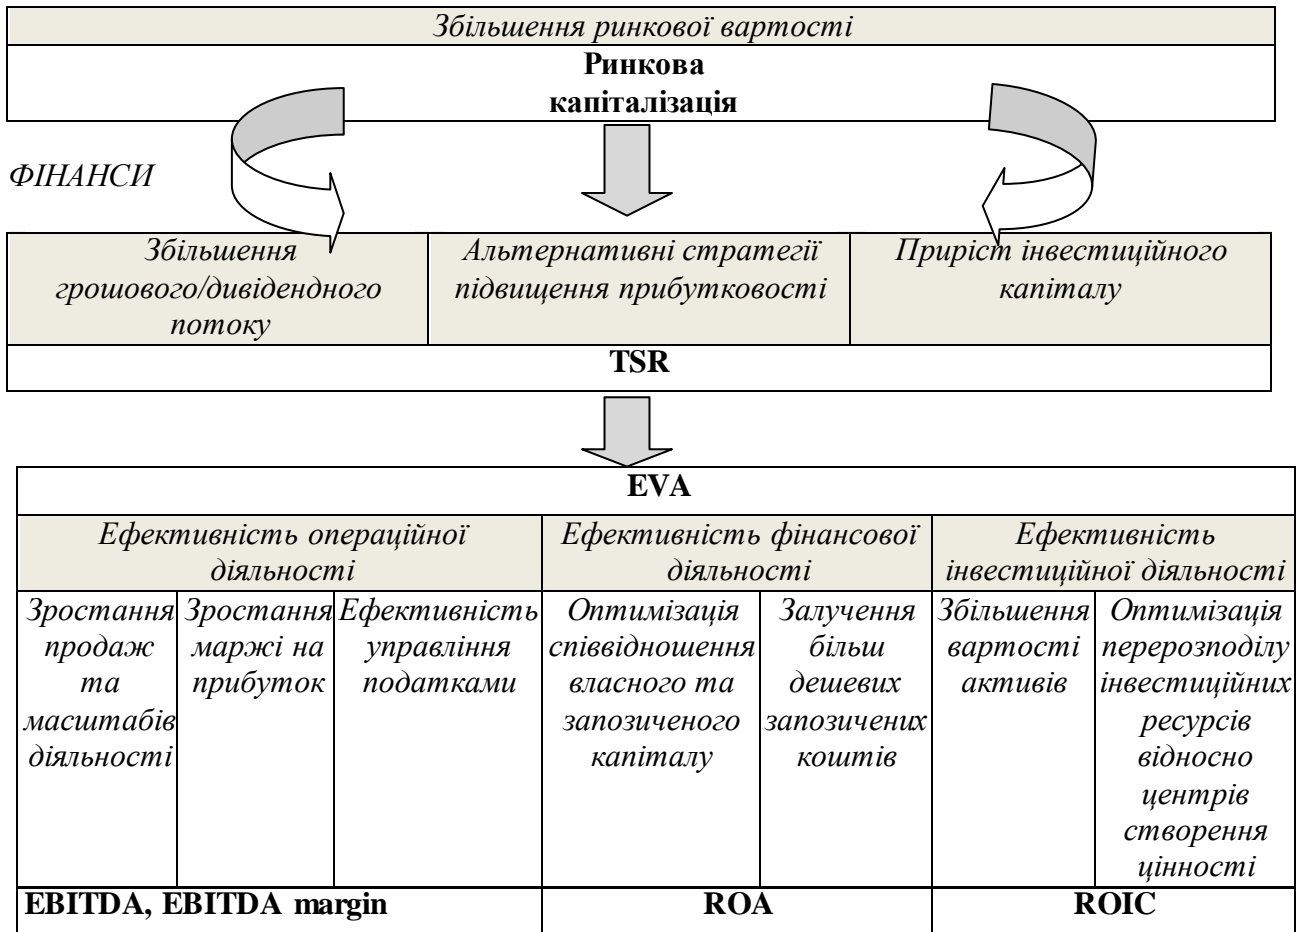 Збільшення ринкової вартості
Ринкова
капіталізація
ФІНАНСИ
Збільшення
грошового/дивідендного
потоку
Альтернативні стратегії
підвищення прибутковості
Приріст інвестиційного
капіталу
TSR
EVA
Ефективність операційної
діяльності
Ефективність фінансової
діяльності
Ефективність
інвестиційної діяльності
Зростання
продаж
та
масштабів
діяльності
Зростання
маржі на
прибуток
Ефективність
управління
податками
Оптимізація
співвідношення
власного та
запозиченого
капіталу
Залучення
більш
дешевих
запозичених
коштів
Збільшення
вартості
активів
Оптимізація
перерозподілу
інвестиційних
ресурсів
відносно
центрів
створення
цінності
EBITDA, EBITDA margin
ROA
ROIC